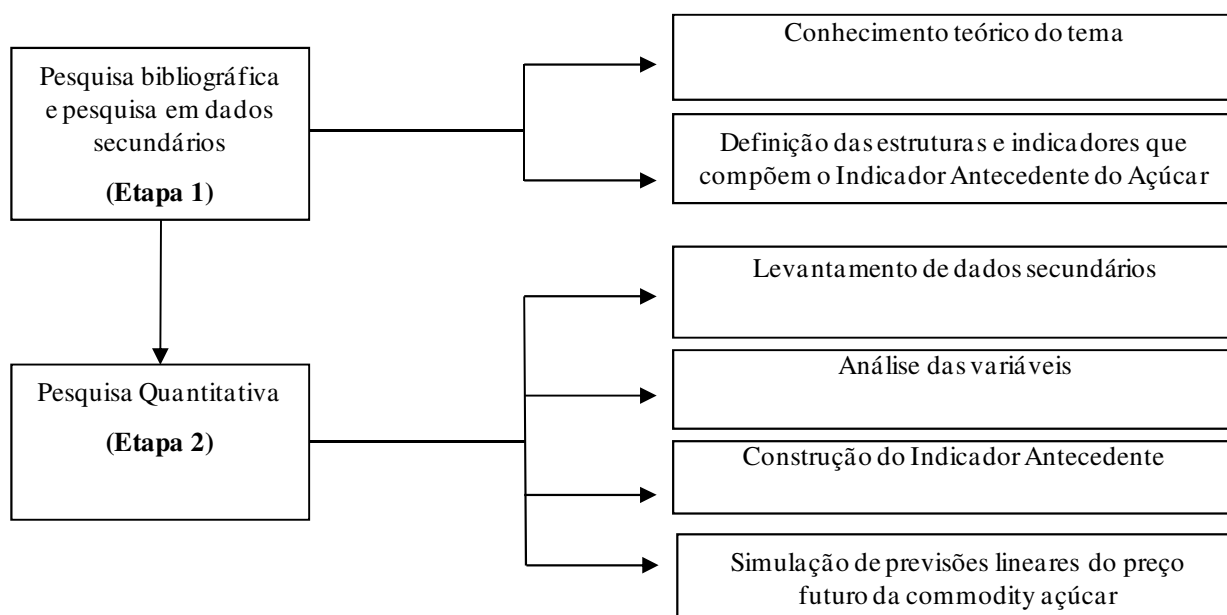 Pesquisa bibliográfica
e pesquisa em dados
secundários
(Etapa 1)
Conhecimento teórico do tema
Definição das estruturas e indicadores que
compõem o Indicador Antecedente do Açúcar
Pesquisa Quantitativa
(Etapa 2)
Levantamento de dados secundários
Análise das variáveis
Construção do Indicador Antecedente
Simulação de previsões lineares do preço
futuro da commodity açúcar